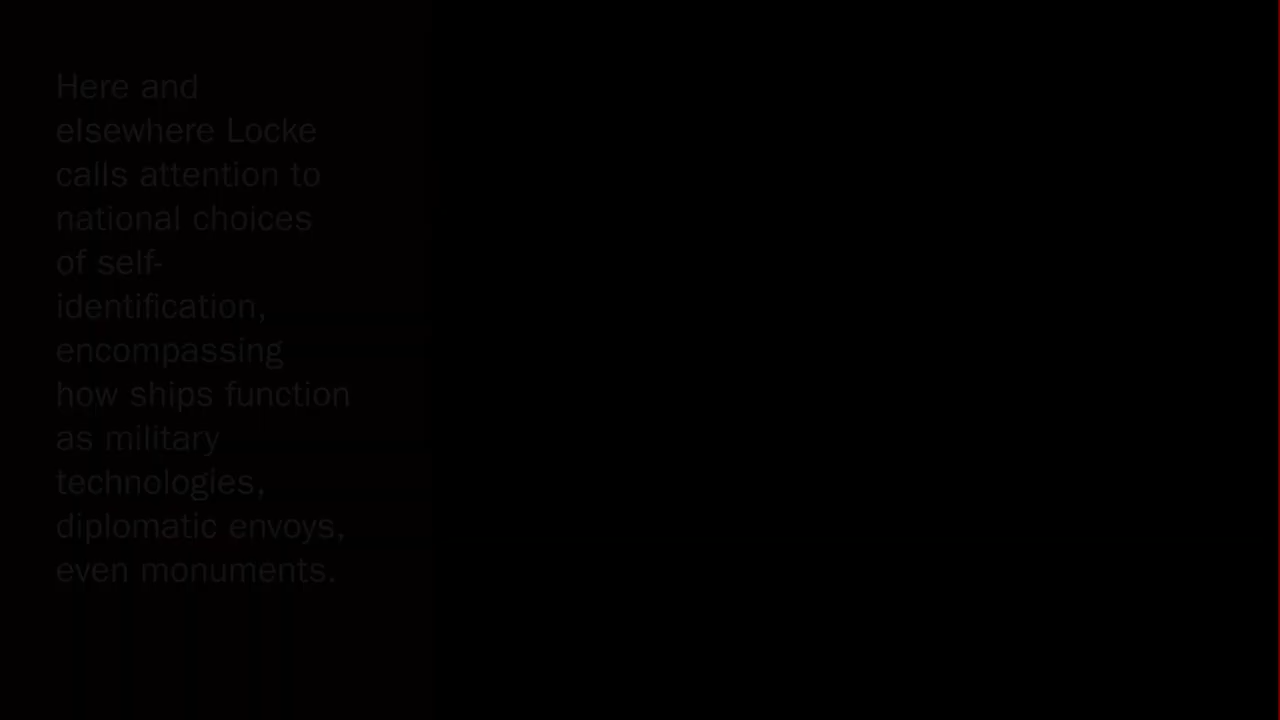 Here and
elsewhere Locke
calls attention to
national choices
of self-
identification,
encompassing
how ships function
as military
technologies,
diplomatic envoys,
even monuments.